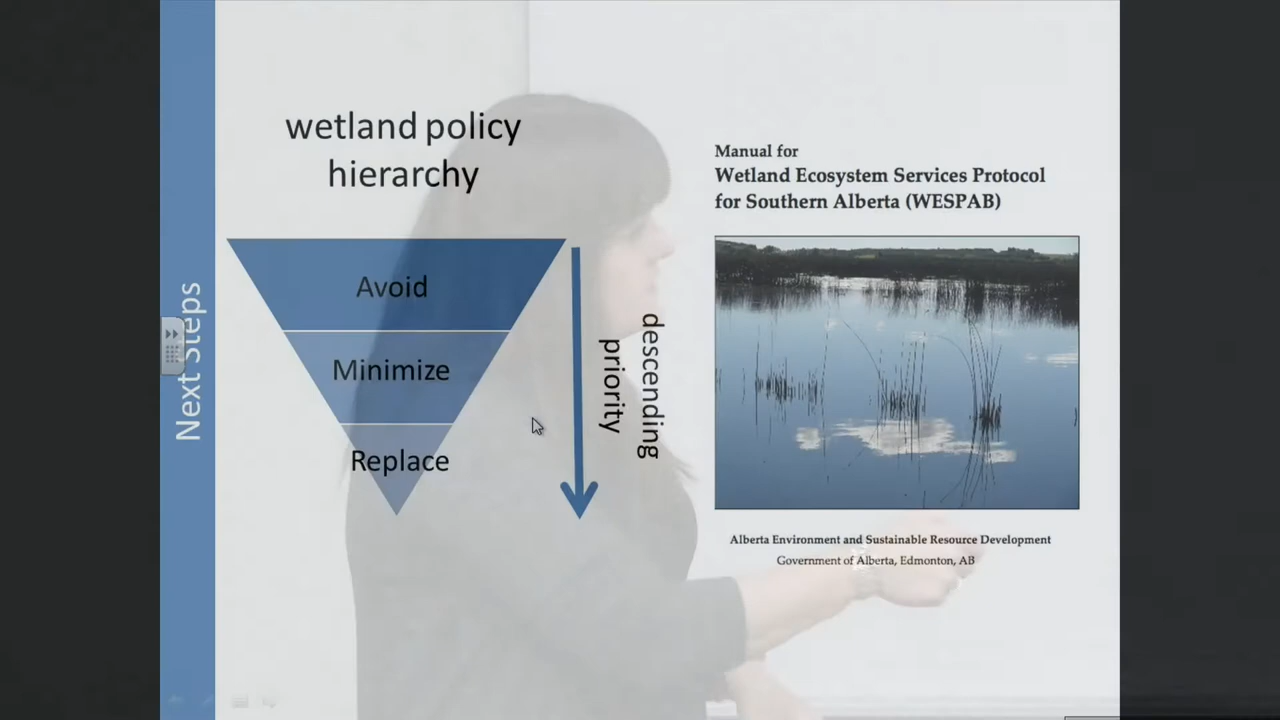 Next Steps
wetland policy
hierarchy
Avoid
Minimize
Replace
descending
priority
Manual for
Wetland Ecosystem Services Protocol
for Southern Alberta (WESPAB)
Alberta Environment and Sustainable Resource Development
Government of Alberta, Edmonton, AB